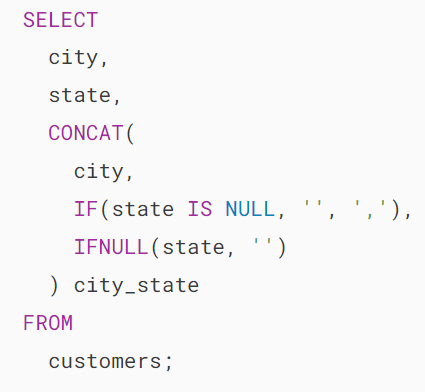 SELECT
  city,
  state,
  CONCAT(
    city,
    IF(state IS NULL, '', ','),
    IFNULL(state, '')
  ) city_state
FROM
  customers;